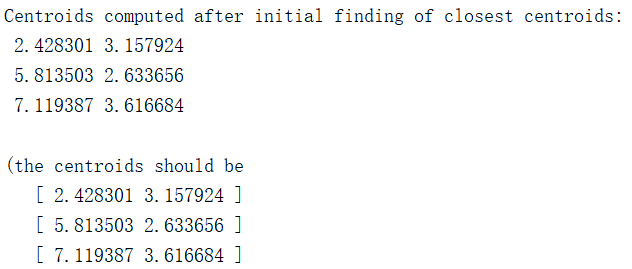 Centroids computed after initial finding of closest centroids:
2.428301 3.157924
5.813503 2.633656
7.119387 3.616684
(the centroids should be
[ 2.428301 3.157924 ]
[ 5.813503 2.633656 ]
[ 7.119387 3.616684 ]